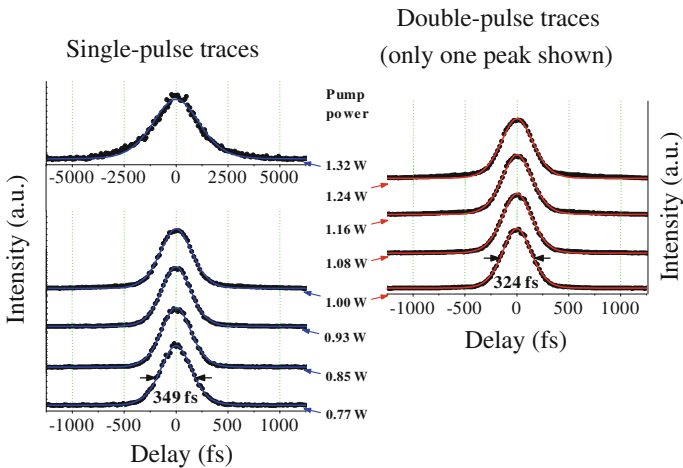 Single-pulse traces
Double-pulse traces
(only one peak shown)
Pump
power
-5000 -2500 0 2500 5000
1.32 W
1.24 W
1.16 W
1.08 W
1.00 W
0.93 W
0.85 W
0.77 W
349 fs
-1000 -500 0 500 1000
Delay (fs)
Intensity (a.u.)
324 fs
-1000 -500 0 500 1000
Delay (fs)
Intensity (a.u.)